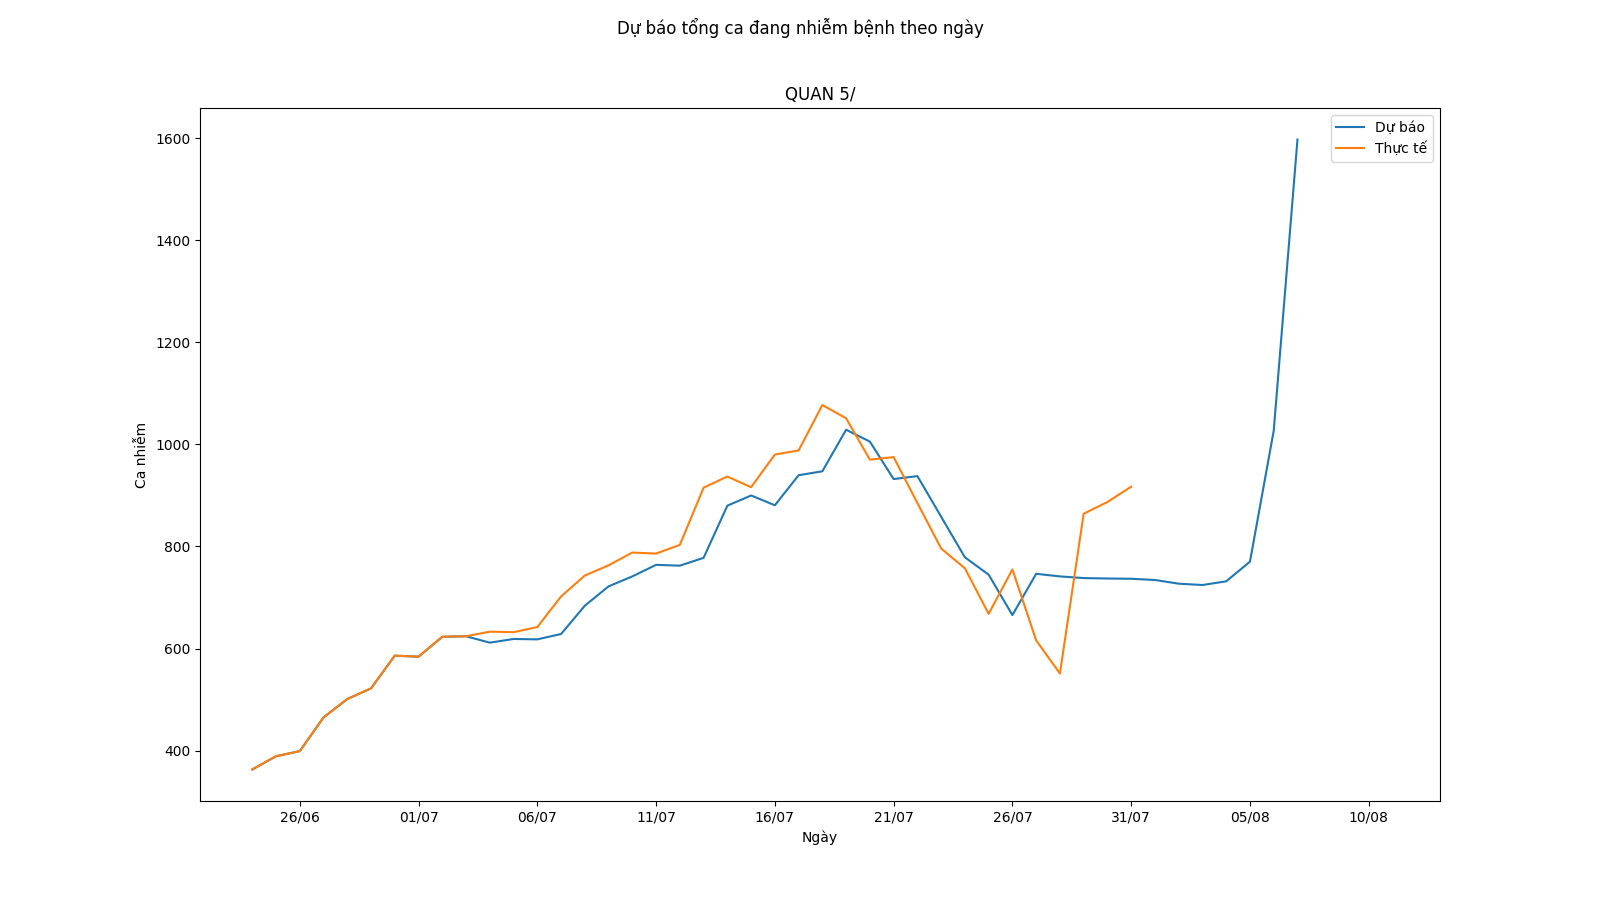 Dự báo tổng ca đang nhiễm bệnh theo ngày
QUAN 5/
Dự báo
Thực tế
1600
1400
1200
1000
800
600
400
Ca nhiễm
26/06
01/07
06/07
11/07
16/07
21/07
26/07
31/07
05/08
10/08
Ngày